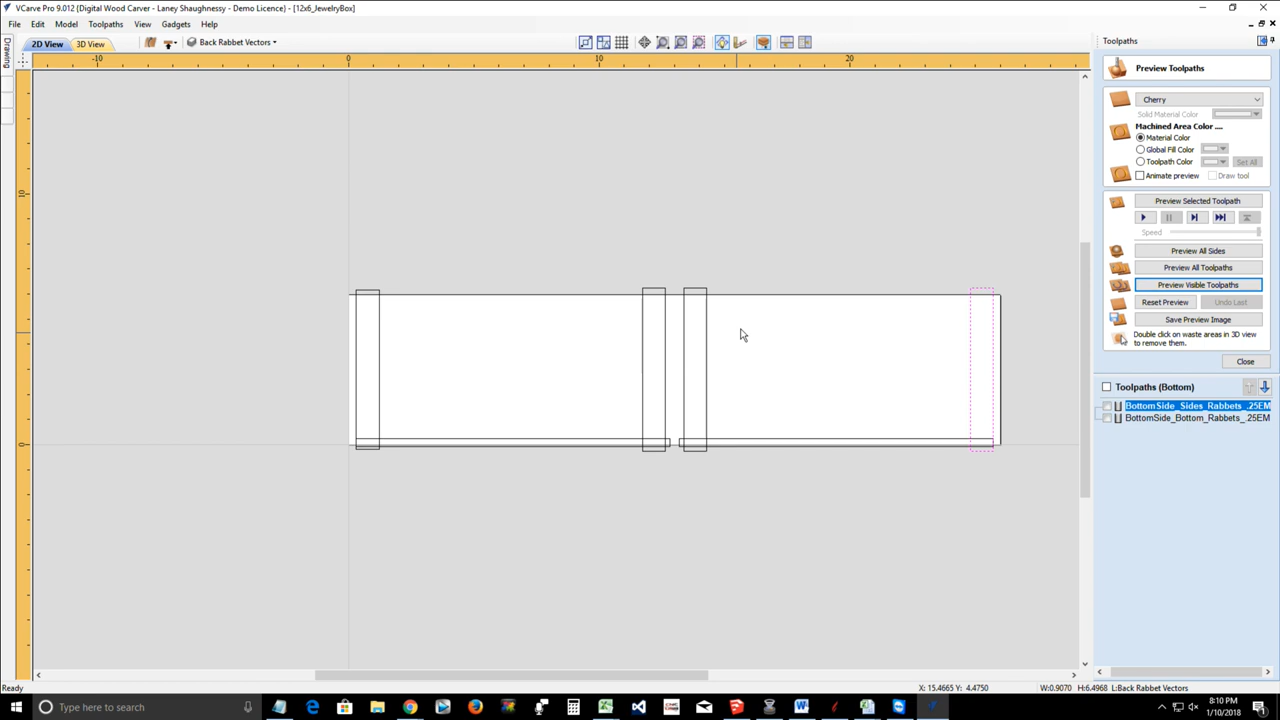 VCarve Pro 9.012 {Digital Wood Carver - Laney Shaughnessy - Demo Licence} - [12x6_JewelryBox]
File Edit Model Toolpaths View Gadgets Help
2D View 3D View Back Rabbet Vectors
Drawing
-10 0 10 20
10
0
Toolpaths
Preview Toolpaths
Cherry
Solid Material Color
Machined Area Color ....
Material Color
Global Fill Color
Toolpath Color Set All
Animate preview Draw tool
Preview Selected Toolpath
Speed
Preview All Sides
Preview All Toolpaths
Preview Visible Toolpaths
Reset Preview Undo Last
Save Preview Image
Double click on waste areas in 3D view
to remove them.
Close
Toolpaths (Bottom)
BottomSide_Sides_Rabbets_.25EM
BottomSide_Bottom_Rabbets_.25EM
Ready X: 15.4665 Y: 4.4750 W:0.9070 H:6.4968 L:Back Rabbet Vectors
Type here to search
8:10 PM
1/10/2018